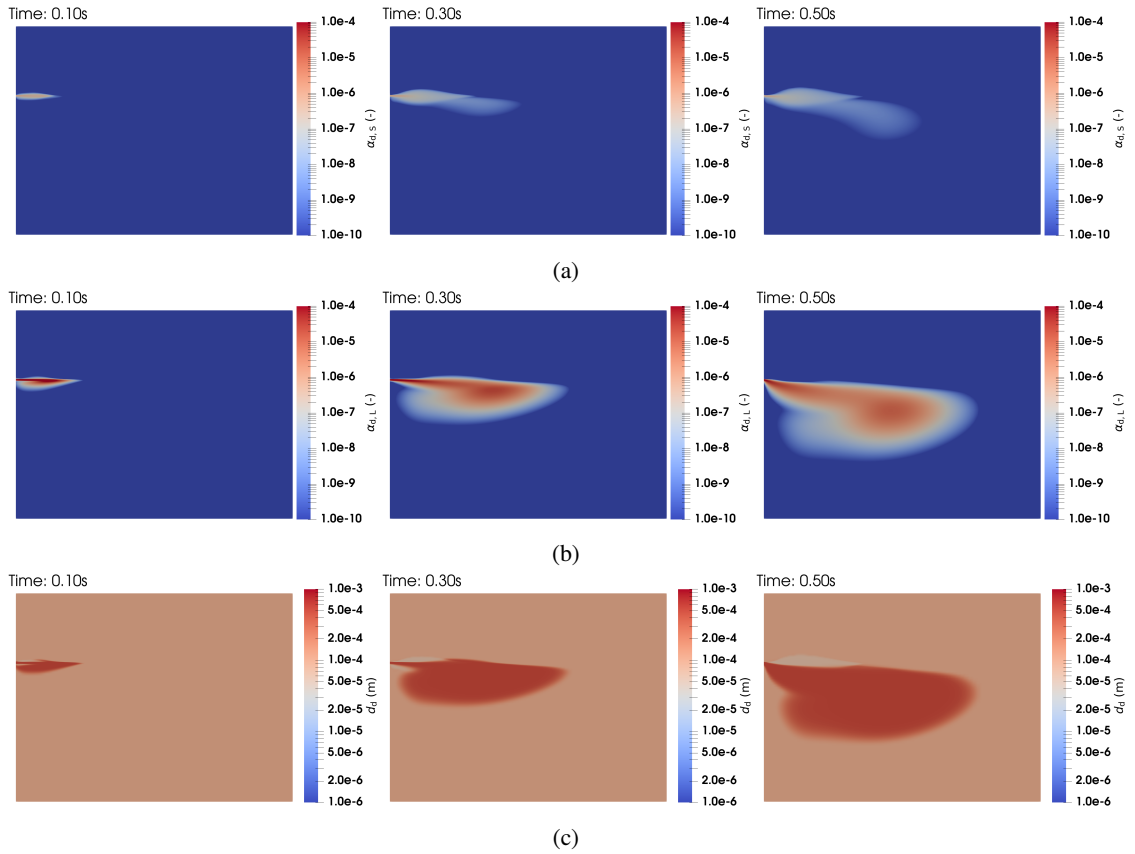 Time: 0.10s
1.0e-4
1.0e-5
1.0e-6
1.0e-7
1.0e-8
1.0e-9
1.0e-10
αd, S (-)
Time: 0.30s
1.0e-4
1.0e-5
1.0e-6
1.0e-7
1.0e-8
1.0e-9
1.0e-10
αd, S (-)
Time: 0.50s
1.0e-4
1.0e-5
1.0e-6
1.0e-7
1.0e-8
1.0e-9
1.0e-10
αd, S (-)
(a)
Time: 0.10s
1.0e-4
1.0e-5
1.0e-6
1.0e-7
1.0e-8
1.0e-9
1.0e-10
αd, L (-)
Time: 0.30s
1.0e-4
1.0e-5
1.0e-6
1.0e-7
1.0e-8
1.0e-9
1.0e-10
αd, L (-)
Time: 0.50s
1.0e-4
1.0e-5
1.0e-6
1.0e-7
1.0e-8
1.0e-9
1.0e-10
αd, L (-)
(b)
Time: 0.10s
1.0e-3
5.0e-4
2.0e-4
1.0e-4
5.0e-5
2.0e-5
1.0e-5
5.0e-6
2.0e-6
1.0e-6
dd (m)
Time: 0.30s
1.0e-3
5.0e-4
2.0e-4
1.0e-4
5.0e-5
2.0e-5
1.0e-5
5.0e-6
2.0e-6
1.0e-6
dd (m)
Time: 0.50s
1.0e-3
5.0e-4
2.0e-4
1.0e-4
5.0e-5
2.0e-5
1.0e-5
5.0e-6
2.0e-6
1.0e-6
dd (m)
(c)